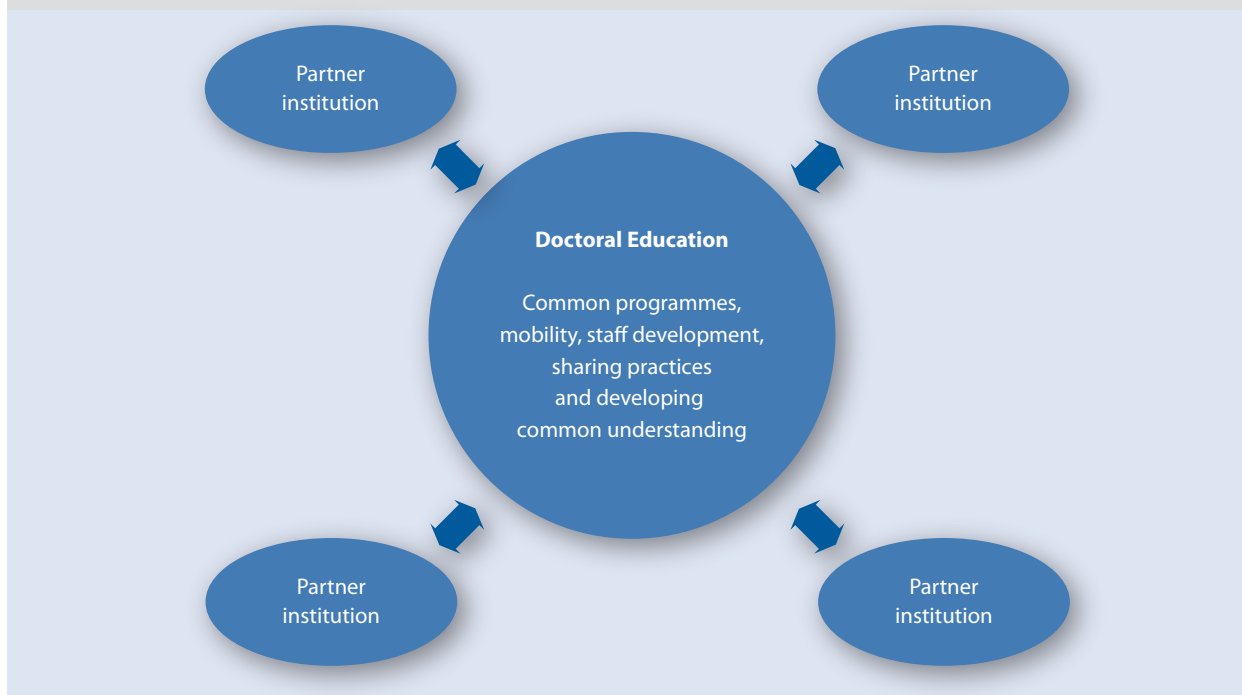 Partner
institution
Partner
institution
Doctoral Education
Common programmes,
mobility, staff development,
sharing practices
and developing
common understanding
Partner
institution
Partner
institution